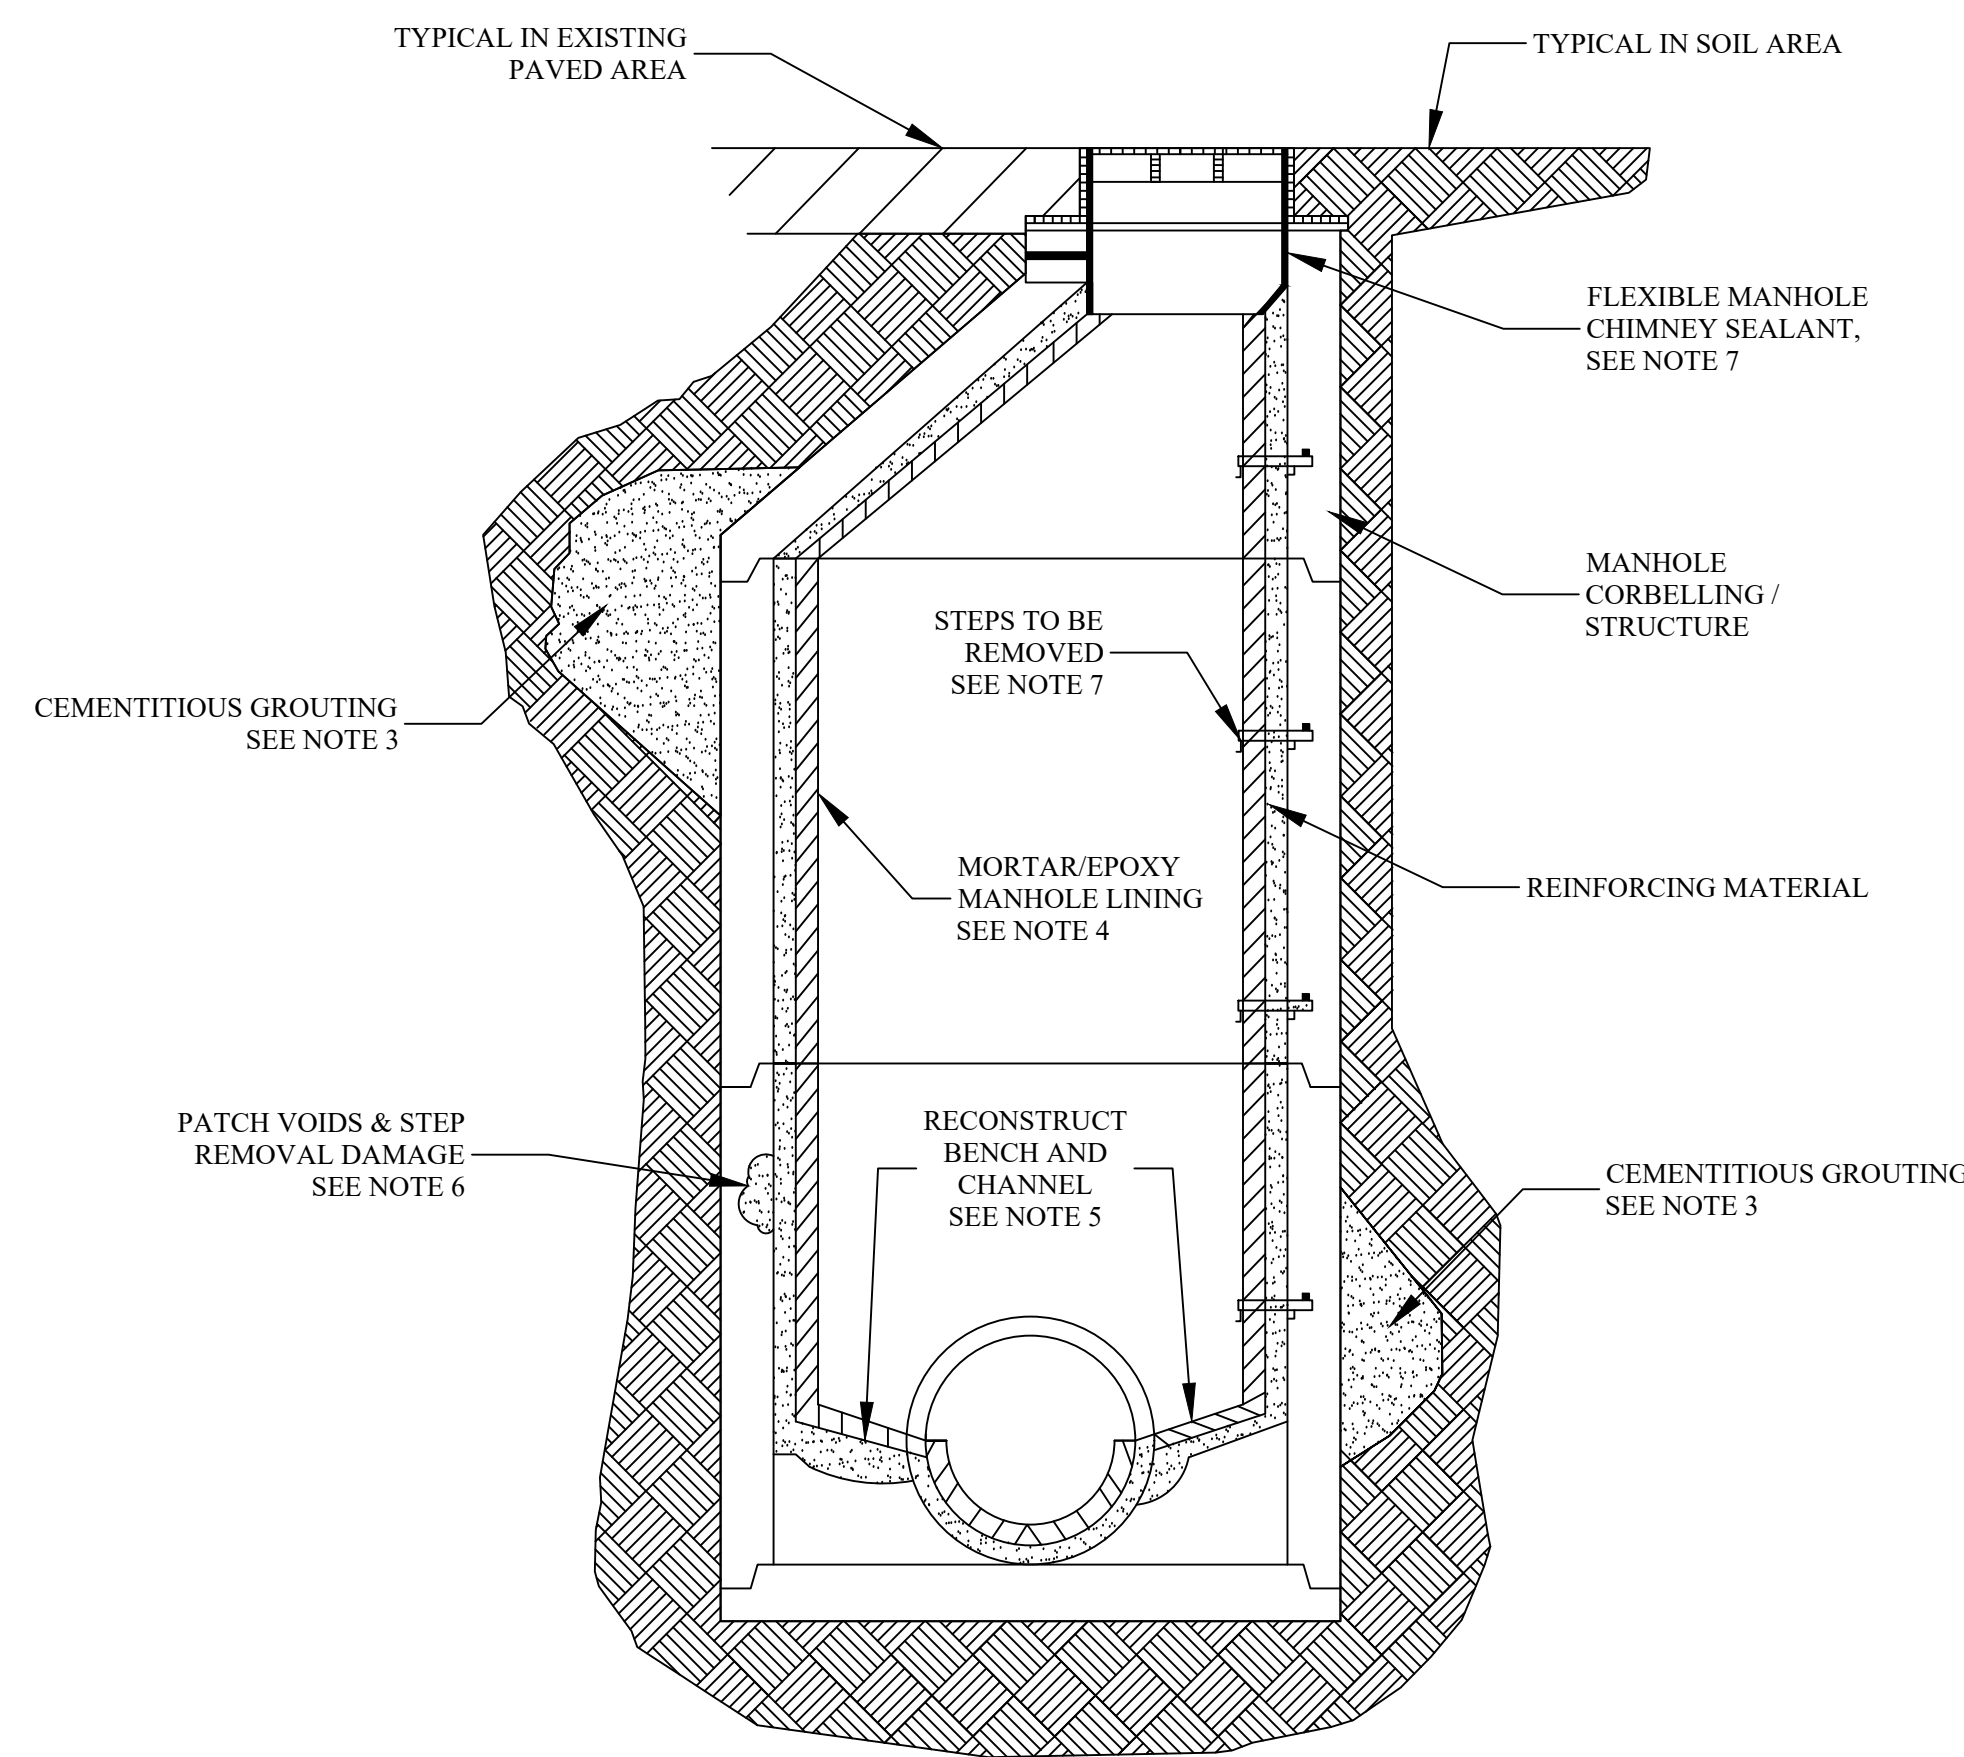 TYPICAL IN EXISTING
PAVED AREA
TYPICAL IN SOIL AREA
FLEXIBLE MANHOLE
CHIMNEY SEALANT,
SEE NOTE 7
MANHOLE
CORBELLING /
STRUCTURE
STEPS TO BE
REMOVED
SEE NOTE 7
CEMENTITIOUS GROUTING
SEE NOTE 3
MORTAR/EPOXY
MANHOLE LINING
SEE NOTE 4
REINFORCING MATERIAL
PATCH VOIDS & STEP
REMOVAL DAMAGE
SEE NOTE 6
RECONSTRUCT
BENCH AND
CHANNEL
SEE NOTE 5
CEMENTITIOUS GROUTING
SEE NOTE 3